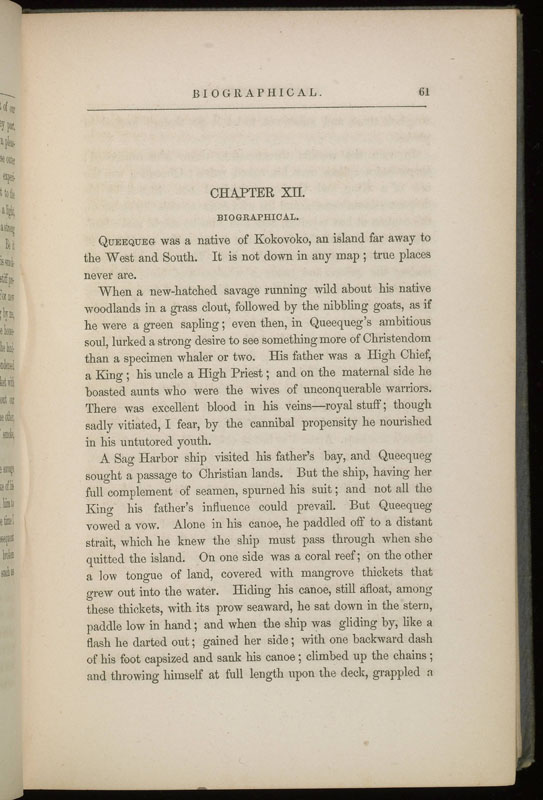 BIOGRAPHICAL. 61
CHAPTER XII.
BIOGRAPHICAL.
QUEEQUEG was a native of Kokovoko, an island far away to
the West and South. It is not down in any map; true places
never are.
When a new-hatched savage running wild about his native
woodlands in a grass clout, followed by the nibbling goats, as if
he were a green sapling; even then, in Queequeg's ambitious
soul, lurked a strong desire to see something more of Christendom
than a specimen whaler or two. His father was a High Chief,
a King; his uncle a High Priest; and on the maternal side he
boasted aunts who were the wives of unconquerable warriors.
There was excellent blood in his veins—royal stuff; though
sadly vitiated, I fear, by the cannibal propensity he nourished
in his untutored youth.
A Sag Harbor ship visited his father's bay, and Queequeg
sought a passage to Christian lands. But the ship, having her
full complement of seamen, spurned his suit; and not all the
King his father's influence could prevail. But Queequeg
vowed a vow. Alone in his canoe, he paddled off to a distant
strait, which he knew the ship must pass through when she
quitted the island. On one side was a coral reef; on the other
a low tongue of land, covered with mangrove thickets that
grew out into the water. Hiding his canoe, still afloat, among
these thickets, with its prow seaward, he sat down in the stern,
paddle low in hand; and when the ship was gliding by, like a
flash he darted out; gained her side; with one backward dash
of his foot capsized and sank his canoe; climbed up the chains;
and throwing himself at full length upon the deck, grappled a